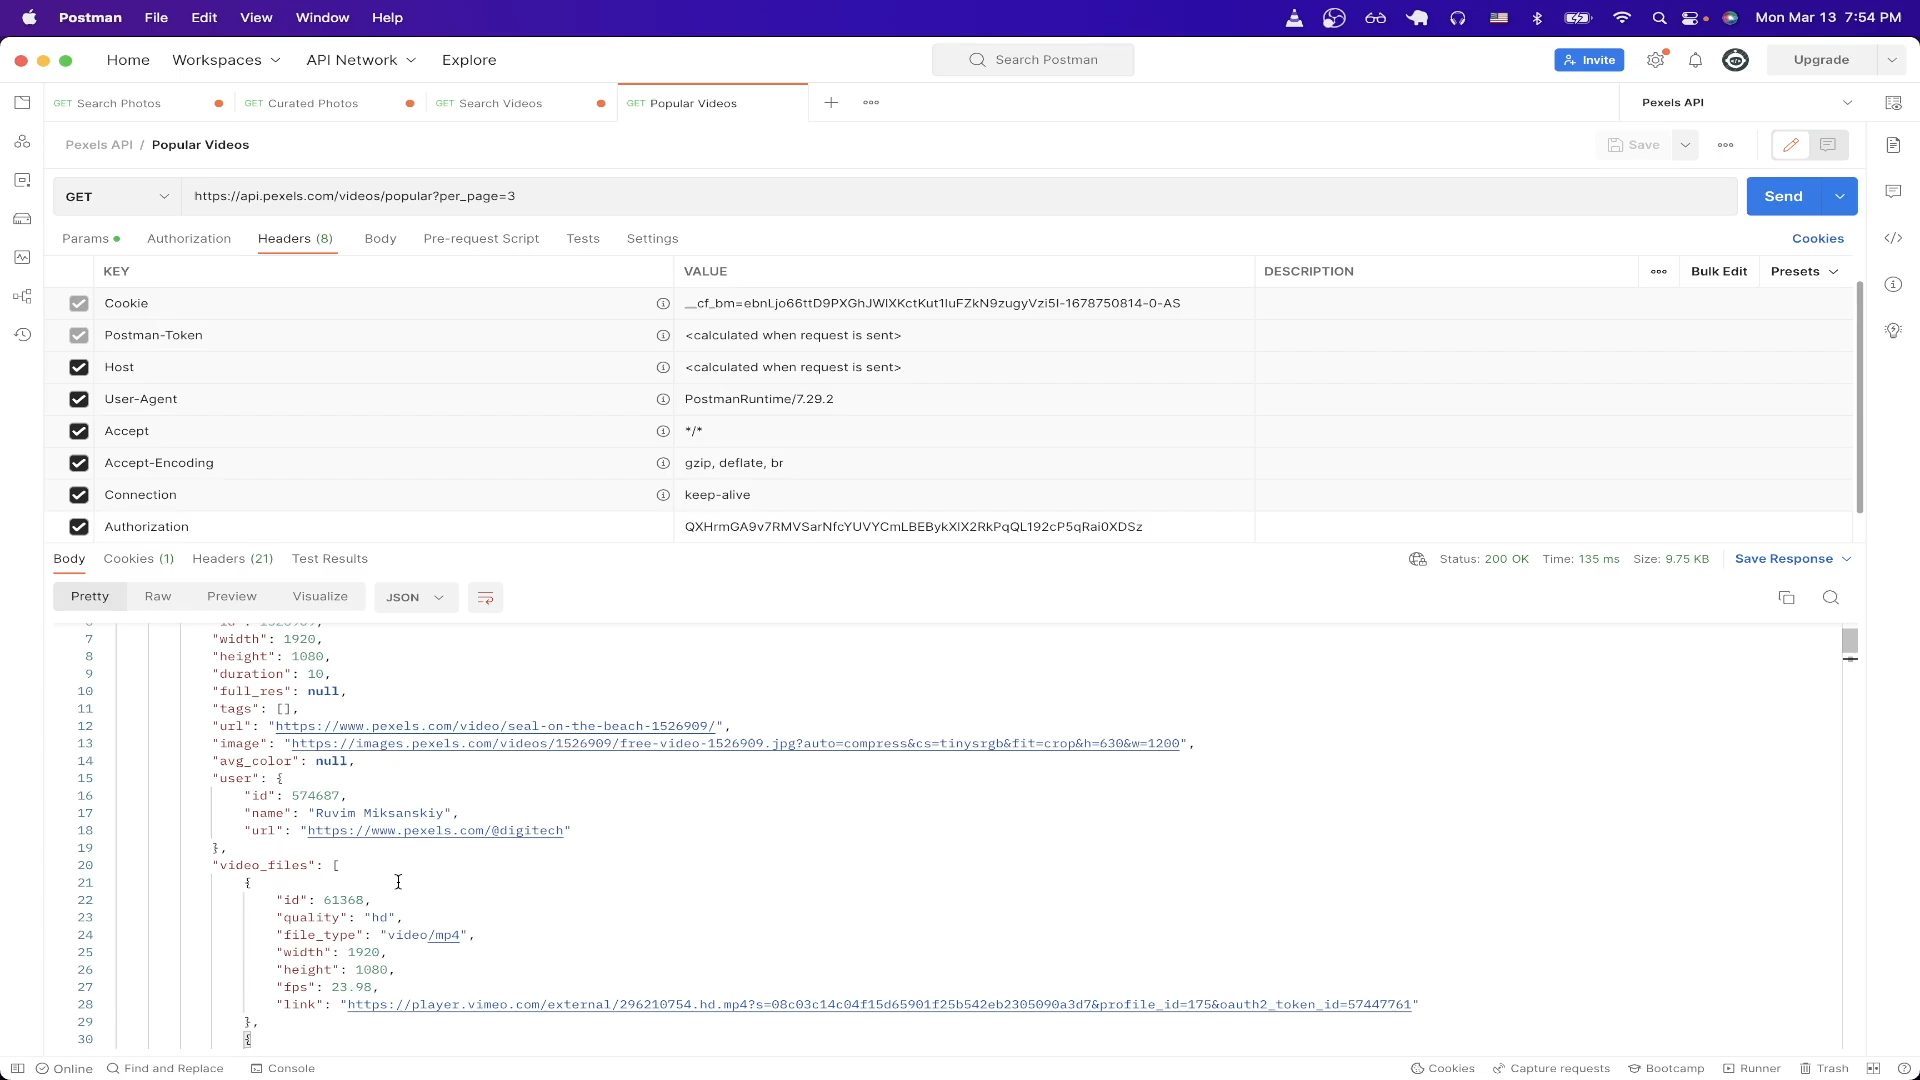 Postman File Edit View Window Help Mon Mar 13 7:54 PM
Home Workspaces API Network Explore Search Postman Invite Upgrade
GET Search Photos GET Curated Photos GET Search Videos GET Popular Videos Pexels API
Pexels API / Popular Videos Save
GET https://api.pexels.com/videos/popular?per_page=3 Send
Params Authorization Headers (8) Body Pre-request Script Tests Settings Cookies
KEY VALUE DESCRIPTION Bulk Edit Presets
Cookie
Postman-Token <calculated when request is sent>
Host <calculated when request is sent>
User-Agent PostmanRuntime/7.29.2
Accept */*
Accept-Encoding gzip, deflate, br
Connection keep-alive
Authorization
Body Cookies (1) Headers (21) Test Results Status: 200 OK Time: 135 ms Size: 9.75 KB Save Response
Pretty Raw Preview Visualize JSON
7 "width": 1920,
8 "height": 1080,
9 "duration": 10,
10 "full_res": null,
11 "tags": [],
12 "url": "https://www.pexels.com/video/seal-on-the-beach-1526909/",
13 "image": "https://images.pexels.com/videos/1526909/free-video-1526909.jpg?auto=compress&cs=tinysrgb&fit=crop&h=630&w=1200",
14 "avg_color": null,
15 "user": {
16 "id": 574687,
17 "name": "Ruvim Miksanskiy",
18 "url": "https://www.pexels.com/@digitech"
19 },
20 "video_files": [
21 {
22 "id": 61368,
23 "quality": "hd",
24 "file_type": "video/mp4",
25 "width": 1920,
26 "height": 1080,
27 "fps": 23.98,
28 "link": "https://player.vimeo.com/external/296210754.hd.mp4?s=08c03c14c04f15d65901f25b542eb2305090a3d7&profile_id=175&oauth2_token_id=57447761"
29 },
30 {
Online Find and Replace Console Cookies Capture requests Bootcamp Runner Trash